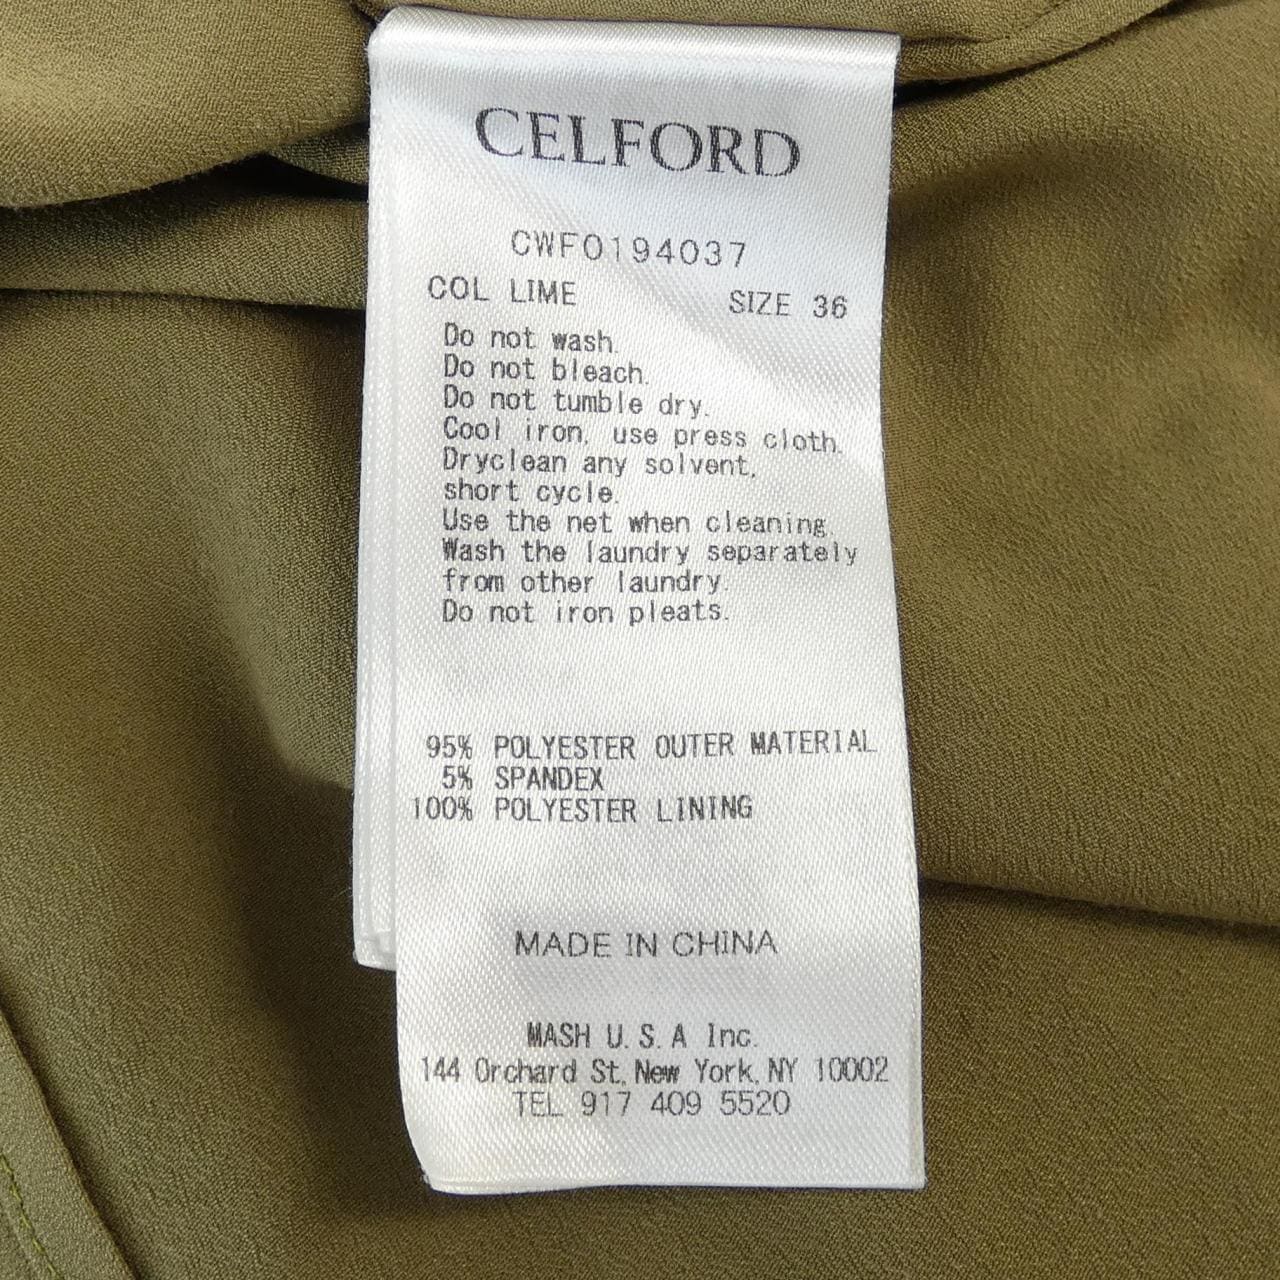 CELFORD
CWF0194037
COL LIME SIZE 36
Do not wash.
Do not bleach.
Do not tumble dry.
Cool iron, use press cloth.
Dryclean any solvent,
short cycle.
Use the net when cleaning.
Wash the laundry separately
from other laundry.
Do not iron pleats.
95% POLYESTER OUTER MATERIAL
5% SPANDEX
100% POLYESTER LINING
MADE IN CHINA
MASH U.S.A Inc.
144 Orchard St, New York, NY 10002
TEL 917 409 5520